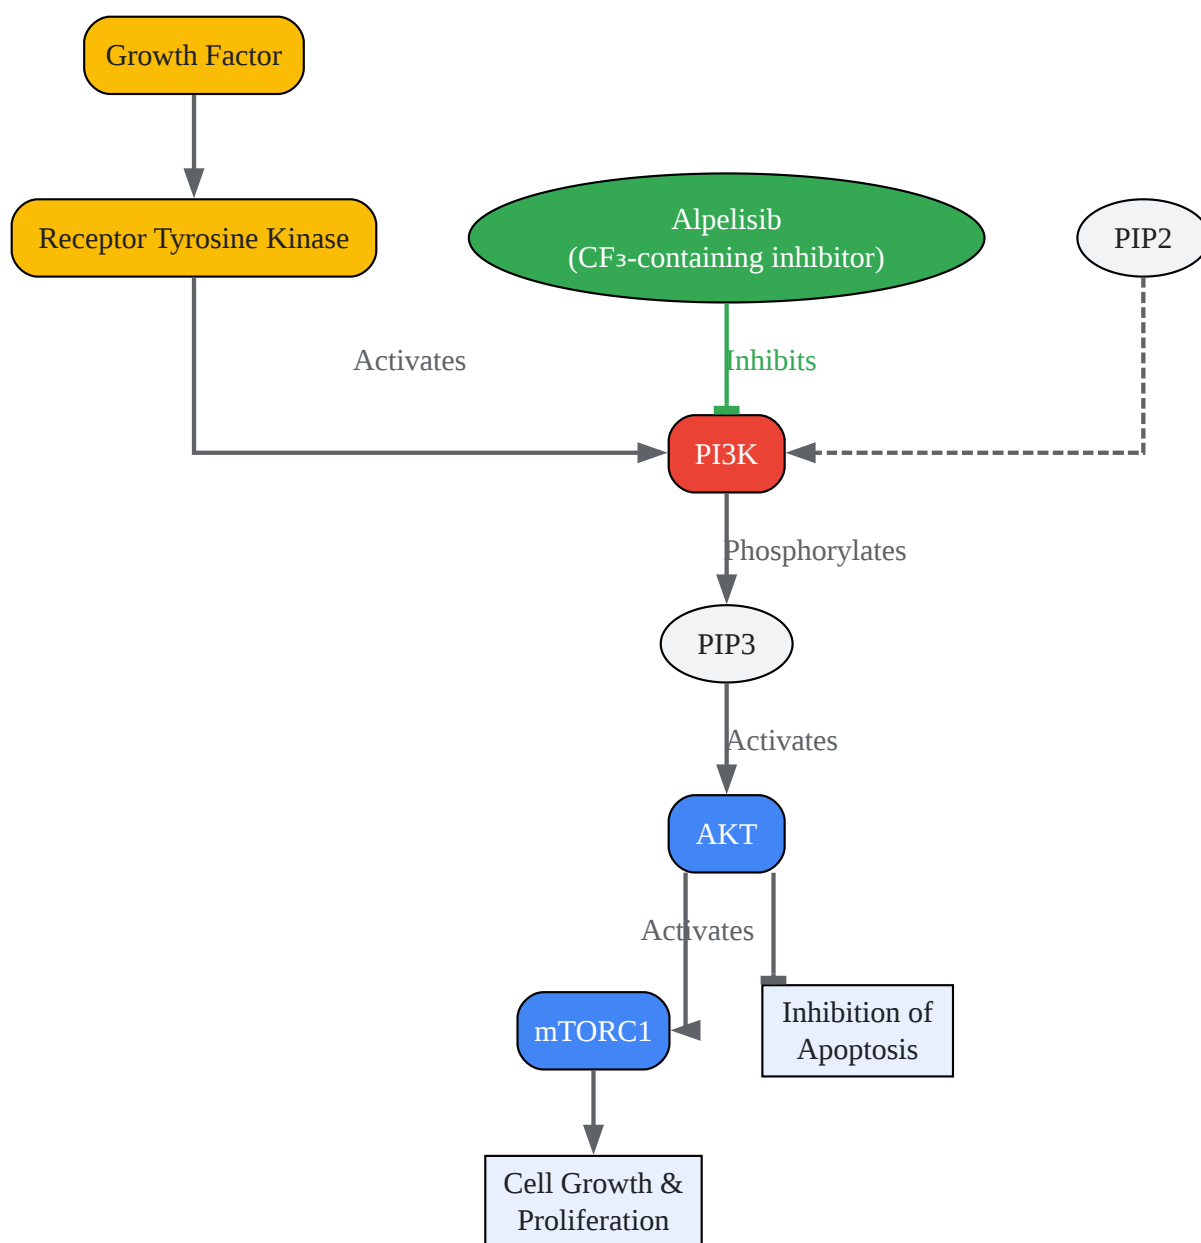 Growth Factor
Receptor Tyrosine Kinase
Alpelisib
(CF₃-containing inhibitor)
PIP2
Activates
Inhibits
PI3K
Phosphorylates
PIP3
Activates
AKT
Activates
mTORC1
Inhibition of
Apoptosis
Cell Growth &
Proliferation